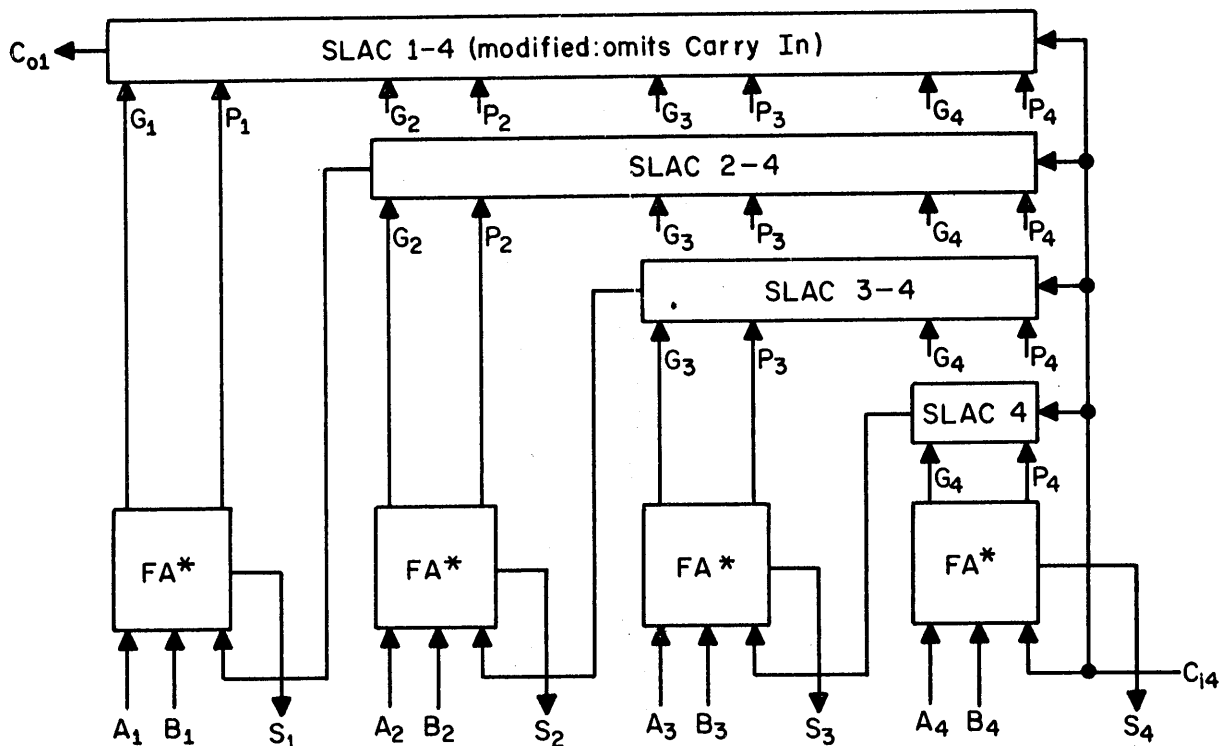 SLAC 1-4 (modified:omits Carry In)
C₀₁
G₁ P₁ G₂ P₂ G₃ P₃ G₄ P₄
SLAC 2-4
G₂ P₂ G₃ P₃ G₄ P₄
SLAC 3-4
G₃ P₃ G₄ P₄
SLAC 4
G₄ P₄
FA* FA* FA* FA*
Cᵢ₄
A₁ B₁ S₁ A₂ B₂ S₂ A₃ B₃ S₃ A₄ B₄ S₄